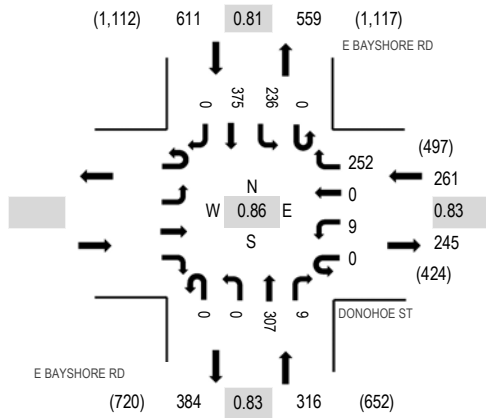 (1,112) 611 0.81 559 (1,117)
E BAYSHORE RD
0 375 236 0
(497)
252
261
N
0
W 0.86 E
0.83
S
9
245
0
(424)
0 0 307 9
DONOHOE ST
E BAYSHORE RD
(720) 384 0.83 316 (652)